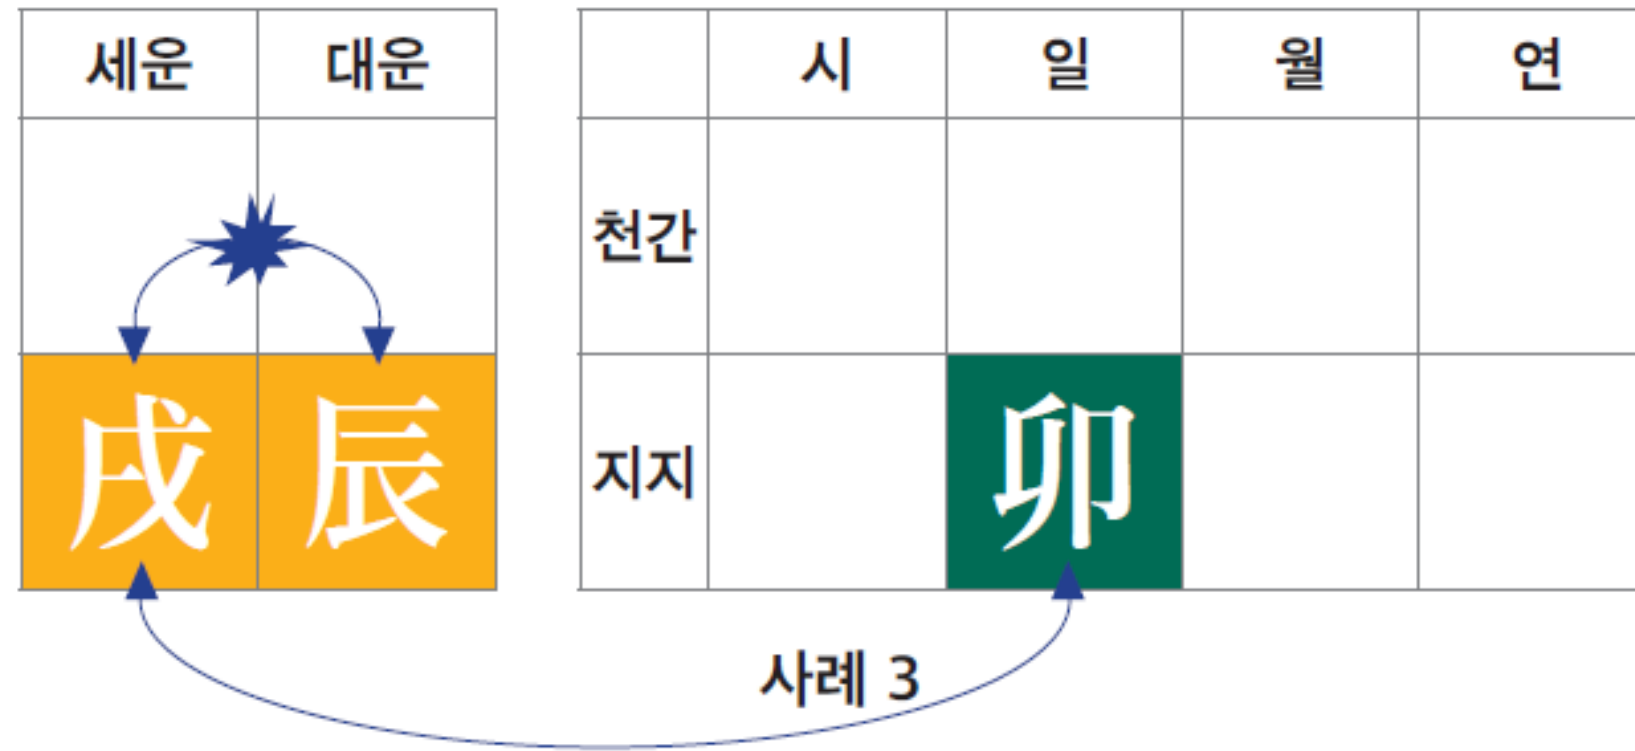 세운 대운 시 일 월 연
천간
지지
戌 辰 卯
사례 3